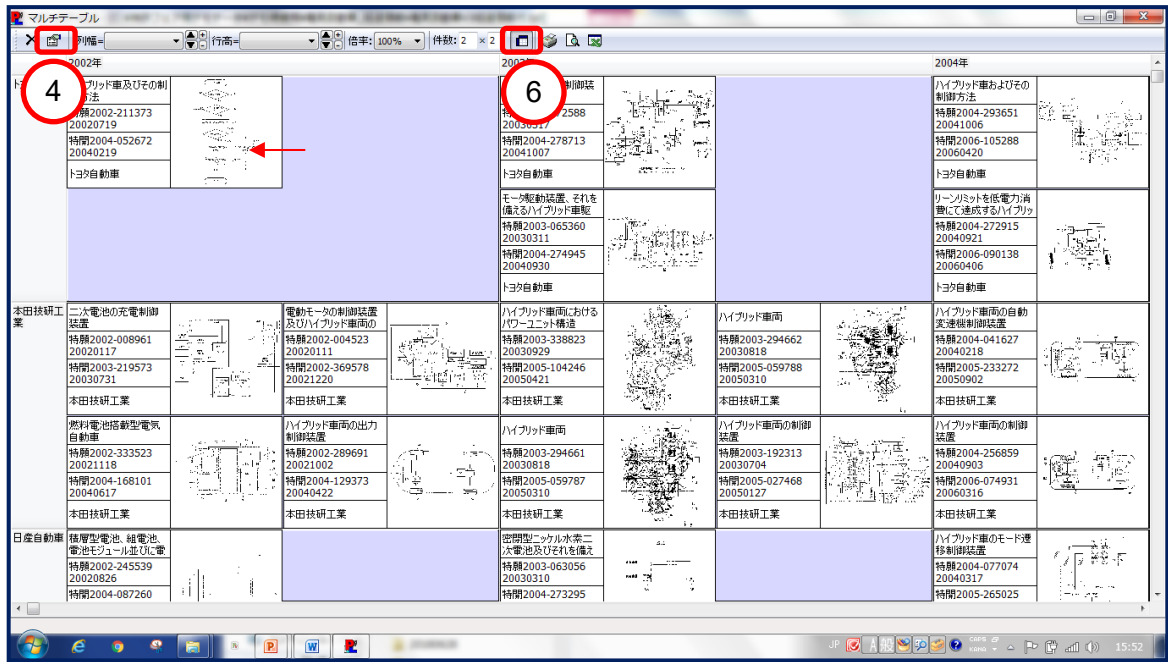 マルチテーブル
列幅= 行高= 倍率: 100% 件数: 2 × 2
4
6
2002年
2004年
特願2002-211373
20020719
特開2004-052672
20040219
トヨタ自動車
20030317
特開2004-278713
20041007
トヨタ自動車
ハイブリッド車およびその
制御方法
特願2004-293651
20041006
特開2006-105288
20060420
トヨタ自動車
モータ駆動装置、それを
備えるハイブリッド車駆
特願2003-065360
20030311
特開2004-274945
20040930
トヨタ自動車
リーンリミットを低電力消
費にて達成するハイブリッ
特願2004-272915
20040921
特開2006-090138
20060406
トヨタ自動車
本田技研工
業
二次電池の充電制御
装置
特願2002-008961
20020117
特開2003-219573
20030731
本田技研工業
電動モータの制御装置
及びハイブリッド車両の
特願2002-004523
20020111
特開2002-369578
20021220
本田技研工業
ハイブリッド車両における
パワーユニット構造
特願2003-338823
20030929
特開2005-104246
20050421
本田技研工業
ハイブリッド車両
特願2003-294662
20030818
特開2005-059788
20050310
本田技研工業
ハイブリッド車両の自動
変速機制御装置
特願2004-041627
20040218
特開2005-233272
20050902
本田技研工業
燃料電池搭載型電気
自動車
特願2002-333523
20021118
特開2004-168101
20040617
本田技研工業
ハイブリッド車両の出力
制御装置
特願2002-289691
20021002
特開2004-129373
20040422
本田技研工業
ハイブリッド車両
特願2003-294661
20030818
特開2005-059787
20050310
本田技研工業
ハイブリッド車両の制御
装置
特願2003-192313
20030704
特開2005-027468
20050127
本田技研工業
ハイブリッド車両の制御
装置
特願2004-256859
20040903
特開2006-074931
20060316
本田技研工業
日産自動車
積層型電池、組電池、
電池モジュール並びに電
特願2002-245539
20020826
特開2004-087260
密閉型ニッケル水素二
次電池及びそれを備え
特願2003-063056
20030310
特開2004-273295
ハイブリッド車のモード遷
移制御装置
特願2004-077074
20040317
特開2005-265025
JP A 般 CAPS KANA 15:52